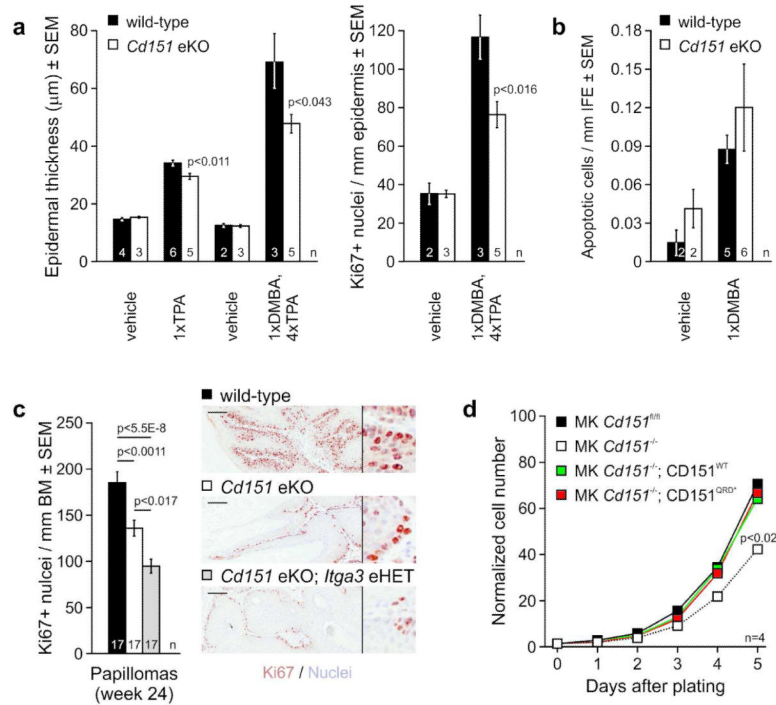 a
wild-type
Cd151 eKO
Epidermal thickness (μm) ± SEM
80
60
40
20
0
p<0.011
p<0.043
4 3 6 5 2 3 3 5 n
vehicle
1xTPA
vehicle
1xDMBA,
4xTPA
Ki67+ nuclei / mm epidermis ± SEM
120
100
80
60
40
20
0
p<0.016
2 3 3 5 n
vehicle
1xDMBA,
4xTPA
b
wild-type
Cd151 eKO
Apoptotic cells / mm IFE ± SEM
0.15
0.12
0.09
0.06
0.03
0
2 2 5 6 n
vehicle
1xDMBA
c
Ki67+ nulcei / mm BM ± SEM
250
200
150
100
50
0
p<5.5E-8
p<0.0011
p<0.017
17 17 17 n
Papillomas
(week 24)
wild-type
Cd151 eKO
Cd151 eKO; Itga3 eHET
Ki67 / Nuclei
d
Normalized cell number
100
80
60
40
20
0
MK Cd151fl/fl
MK Cd151-/-
MK Cd151-/-; CD151WT
MK Cd151-/-; CD151QRD*
p<0.02
n=4
0 1 2 3 4 5
Days after plating